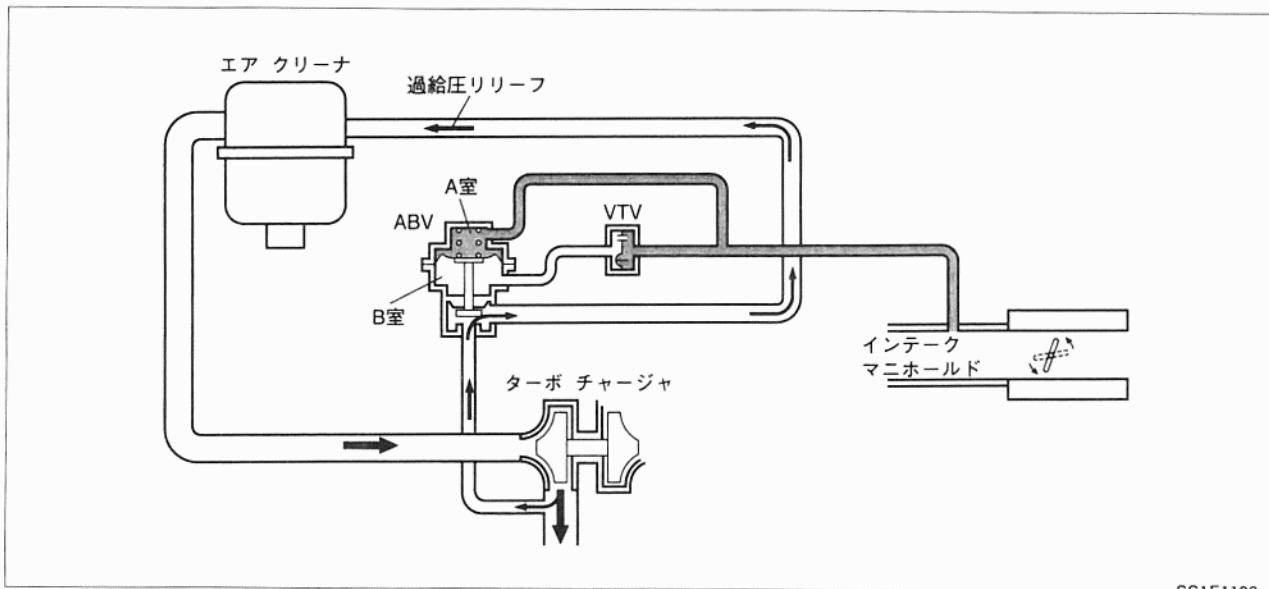 エア クリーナ
過給圧リリーフ
A室
ABV
VTV
B室
インテーク
マニホールド
ターボ チャージャ